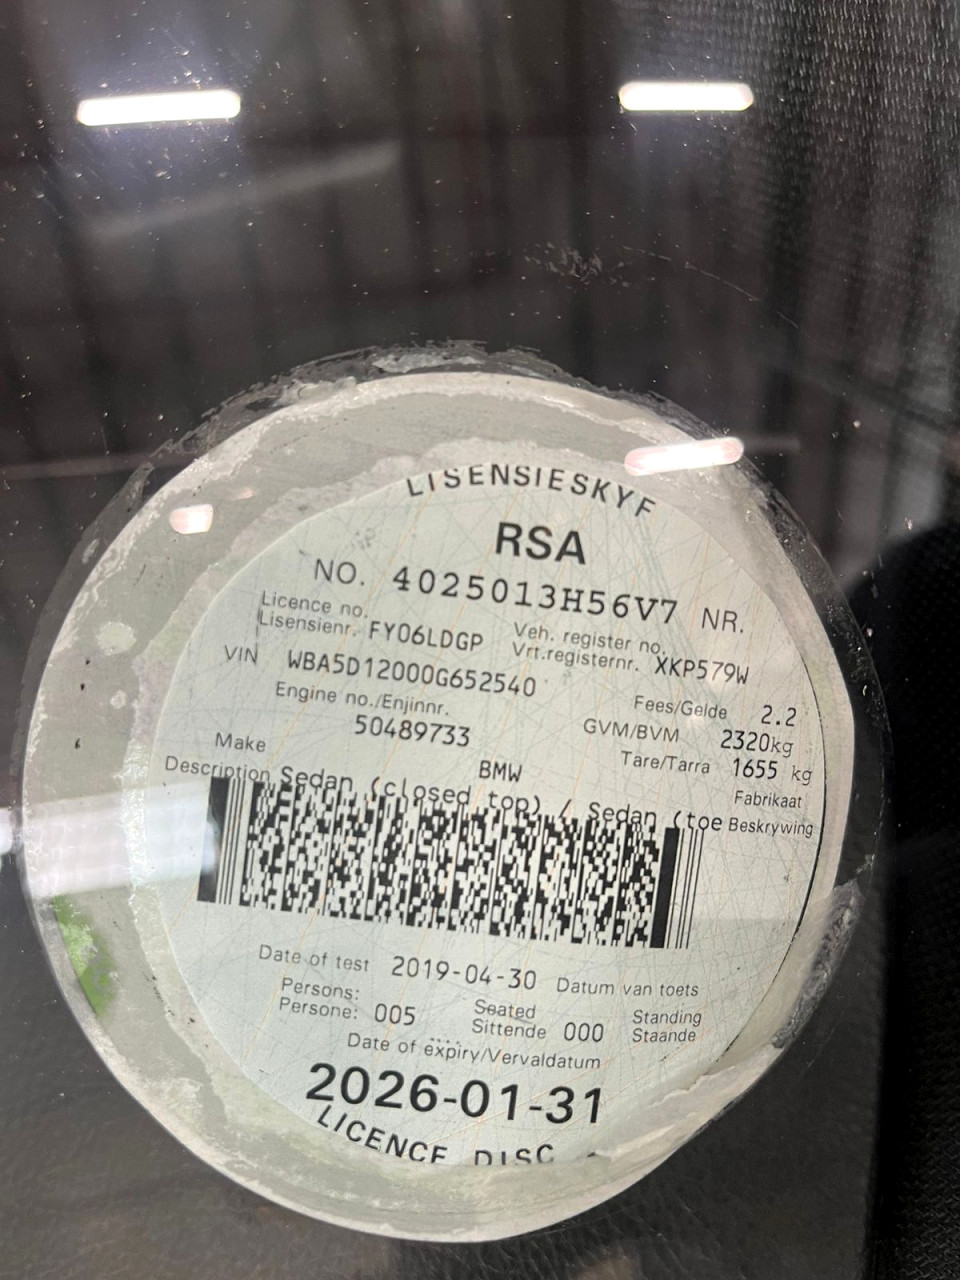 LISENSIESKYF
RSA
NO. 4025013H56V7 NR.
Licence no. Veh. register no.
Lisensienr. FY06LDGP Vrt.registernr. XKP579W
VIN WBA5D12000G652540
Engine no./Enjinnr. Fees/Gelde 2.2
50489733 GVM/BVM 2320kg
Make BMW Tare/Tarra 1655 kg
Fabrikaat
Description Sedan (closed top) / Sedan (toe Beskrywing
Date of test 2019-04-30 Datum van toets
Persons: Seated Standing
Persone: 005 Sittende 000 Staande
Date of expiry/Vervaldatum
2026-01-31
LICENCE DISC